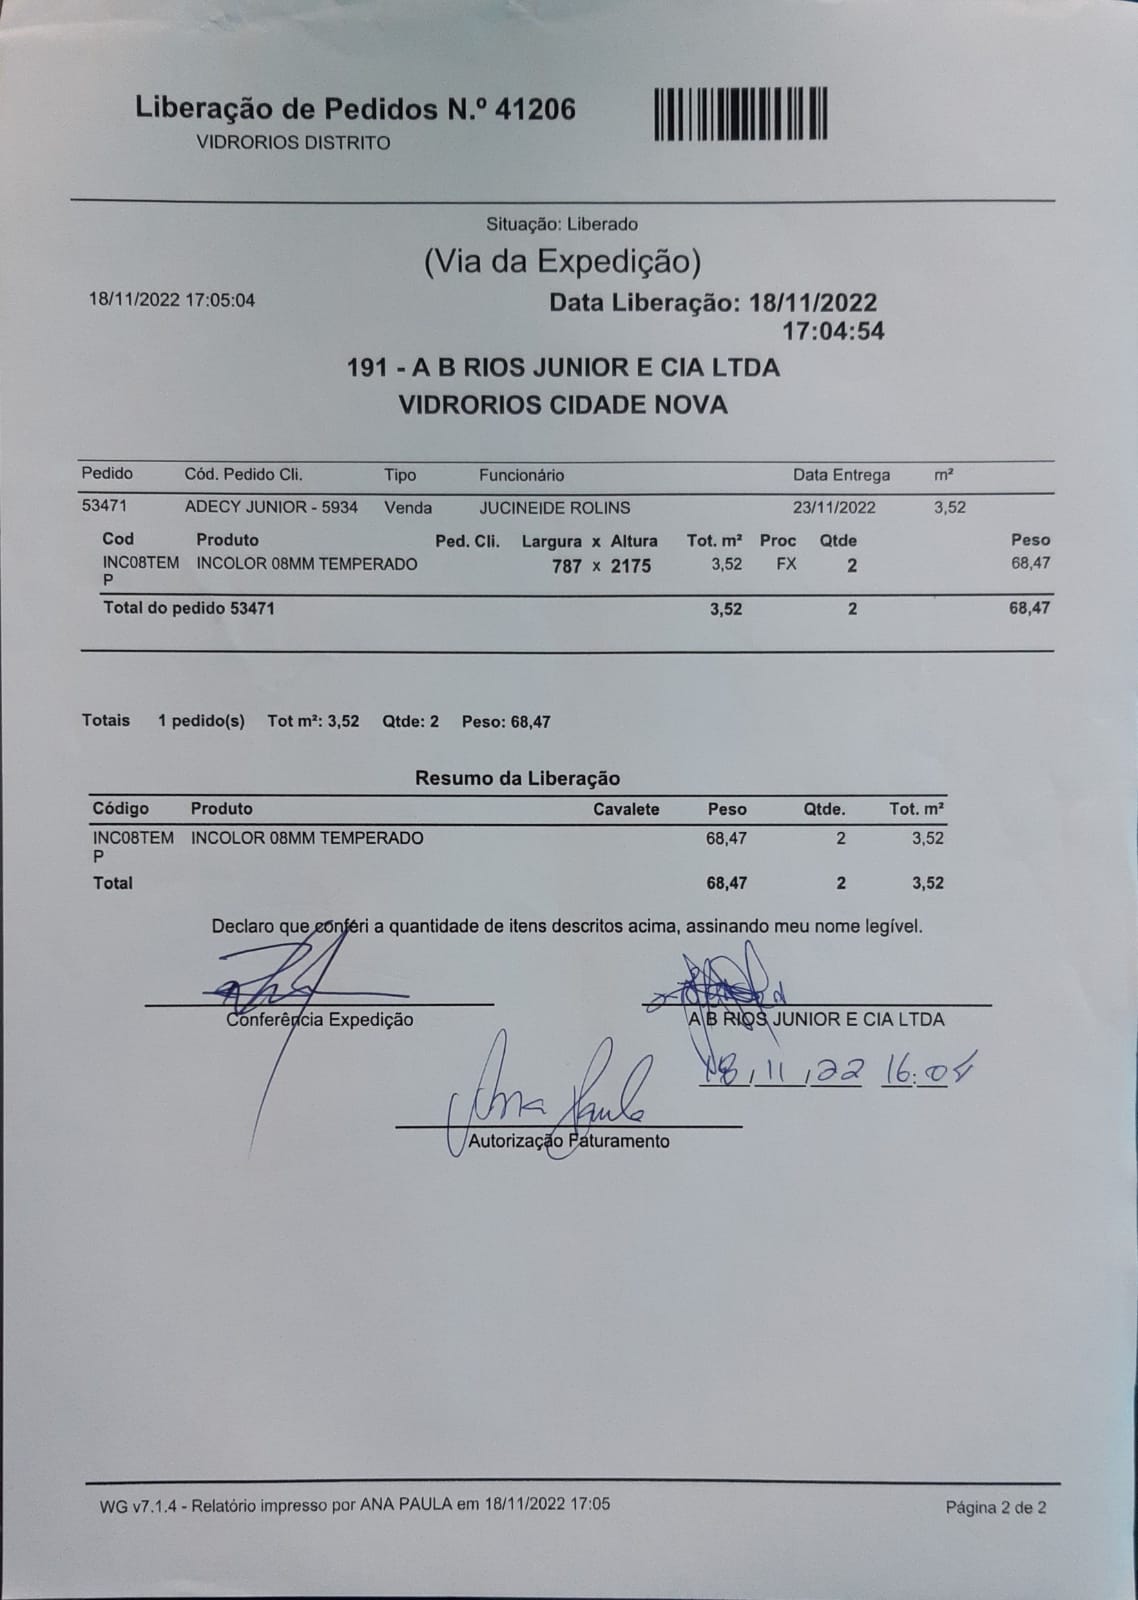 Liberação de Pedidos N.º 41206
VIDRORIOS DISTRITO
Situação: Liberado
(Via da Expedição)
18/11/2022 17:05:04 Data Liberação: 18/11/2022
17:04:54
191 - A B RIOS JUNIOR E CIA LTDA
VIDRORIOS CIDADE NOVA
Pedido Cód. Pedido Cli. Tipo Funcionário Data Entrega m²
53471 ADECY JUNIOR - 5934 Venda JUCINEIDE ROLINS 23/11/2022 3,52
Cod Produto Ped. Cli. Largura x Altura Tot. m² Proc Qtde Peso
INC08TEM INCOLOR 08MM TEMPERADO 787 x 2175 3,52 FX 2 68,47
P
Total do pedido 53471 3,52 2 68,47
Totais 1 pedido(s) Tot m²: 3,52 Qtde: 2 Peso: 68,47
Resumo da Liberação
Código Produto Cavalete Peso Qtde. Tot. m²
INC08TEM INCOLOR 08MM TEMPERADO 68,47 2 3,52
P
Total 68,47 2 3,52
Declaro que conferi a quantidade de itens descritos acima, assinando meu nome legível.
Conferência Expedição A B RIOS JUNIOR E CIA LTDA
18, 11, 22
Ana Paula
Autorização Faturamento
WG v7.1.4 - Relatório impresso por ANA PAULA em 18/11/2022 17:05 Página 2 de 2